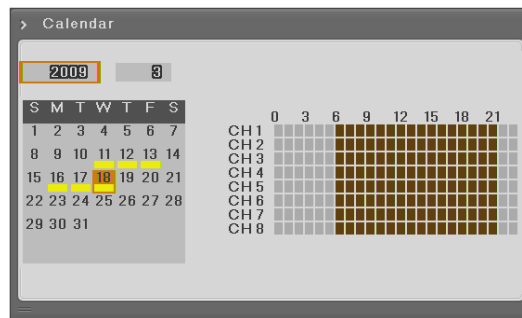 Calendar
2009 3
S M T W T F S
1 2 3 4 5 6 7
8 9 10 11 12 13 14
15 16 17 18 19 20 21
22 23 24 25 26 27 28
29 30 31
0 3 6 9 12 15 18 21
CH1
CH2
CH3
CH4
CH5
CH6
CH7
CH8